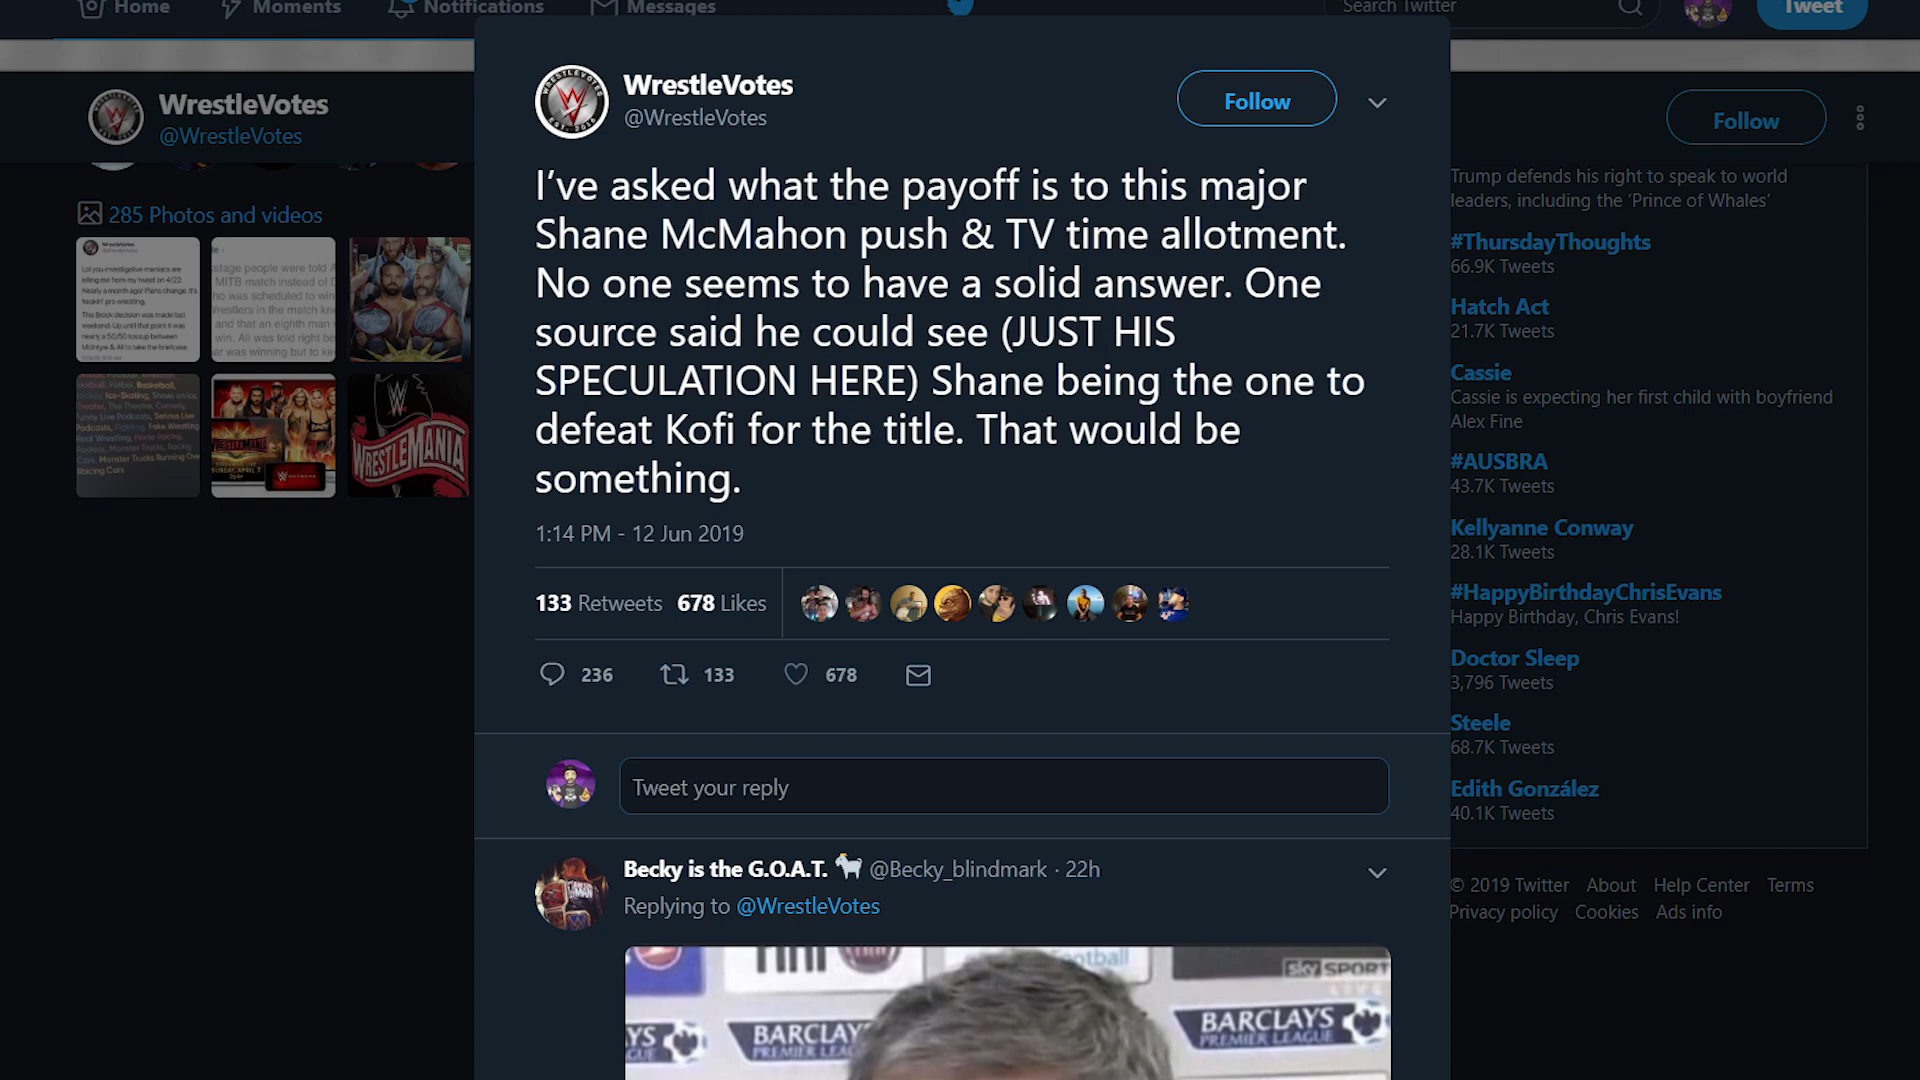 Home
Moments
Notifications
Messages
Search Twitter
Tweet
WrestleVotes
@WrestleVotes
Follow
285 Photos and videos
WrestleVotes
@WrestleVotes
Follow
I’ve asked what the payoff is to this major
Shane McMahon push & TV time allotment.
No one seems to have a solid answer. One
source said he could see (JUST HIS
SPECULATION HERE) Shane being the one to
defeat Kofi for the title. That would be
something.
1:14 PM - 12 Jun 2019
133 Retweets 678 Likes
236 133 678
Tweet your reply
Becky is the G.O.A.T. @Becky_blindmark · 22h
Replying to @WrestleVotes
sky SPORT
BARCLAYS
PREMIER LEAGUE
Trump defends his right to speak to world
leaders, including the ‘Prince of Whales’
#ThursdayThoughts
66.9K Tweets
Hatch Act
21.7K Tweets
Cassie
Cassie is expecting her first child with boyfriend
Alex Fine
#AUSBRA
43.7K Tweets
Kellyanne Conway
28.1K Tweets
#HappyBirthdayChrisEvans
Happy Birthday, Chris Evans!
Doctor Sleep
3,796 Tweets
Steele
68.7K Tweets
Edith González
40.1K Tweets
© 2019 Twitter About Help Center Terms
Privacy policy Cookies Ads info
WRESTLEMANIA